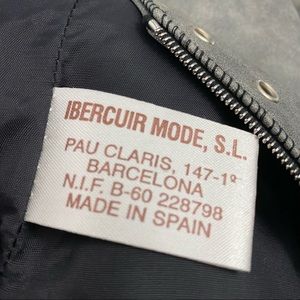 IBERCUIR MODE, S.L.
PAU CLARIS, 147-1º
BARCELONA
N.I.F. B-60 228798
MADE IN SPAIN